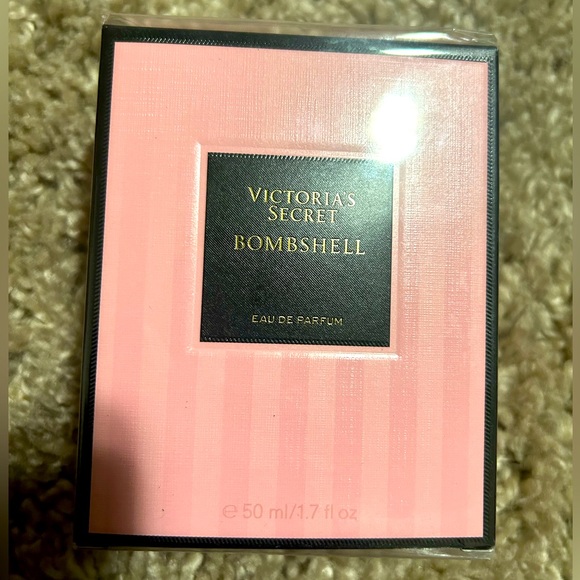 VICTORIA'S
SECRET
BOMBSHELL
EAU DE PARFUM
℮ 50 ml/1.7 fl oz